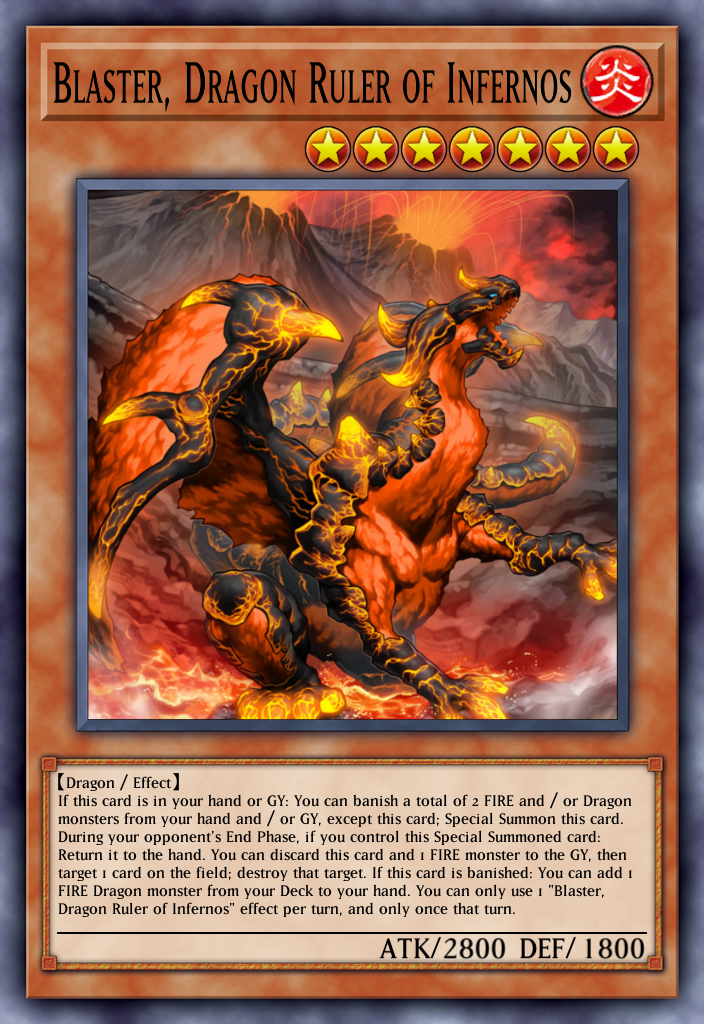 BLASTER, DRAGON RULER OF INFERNOS
炎
【Dragon / Effect】
If this card is in your hand or GY: You can banish a total of 2 FIRE and / or Dragon
monsters from your hand and / or GY, except this card; Special Summon this card.
During your opponent's End Phase, if you control this Special Summoned card:
Return it to the hand. You can discard this card and 1 FIRE monster to the GY, then
target 1 card on the field; destroy that target. If this card is banished: You can add 1
FIRE Dragon monster from your Deck to your hand. You can only use 1 "Blaster,
Dragon Ruler of Infernos" effect per turn, and only once that turn.
ATK/2800 DEF/1800